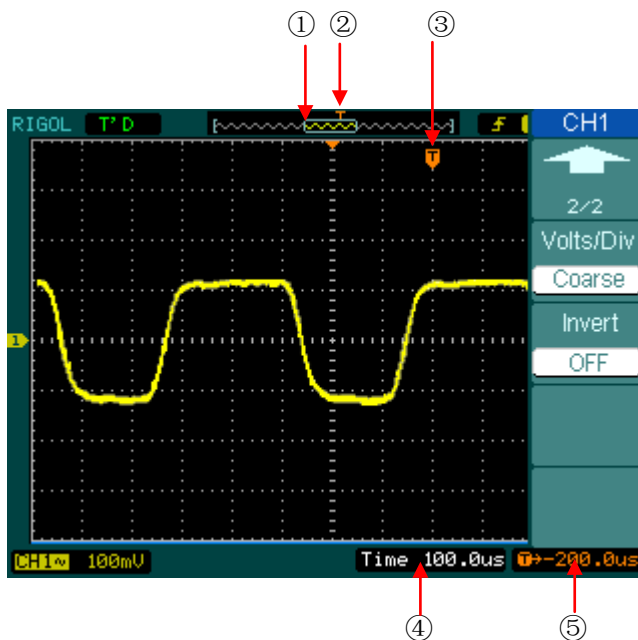 ① ② ③
RIGOL T'D T CH1
T
2/2
Volts/Div
Coarse
Invert
OFF
1
CH1~ 100mV Time 100.0us T→-200.0us
④ ⑤